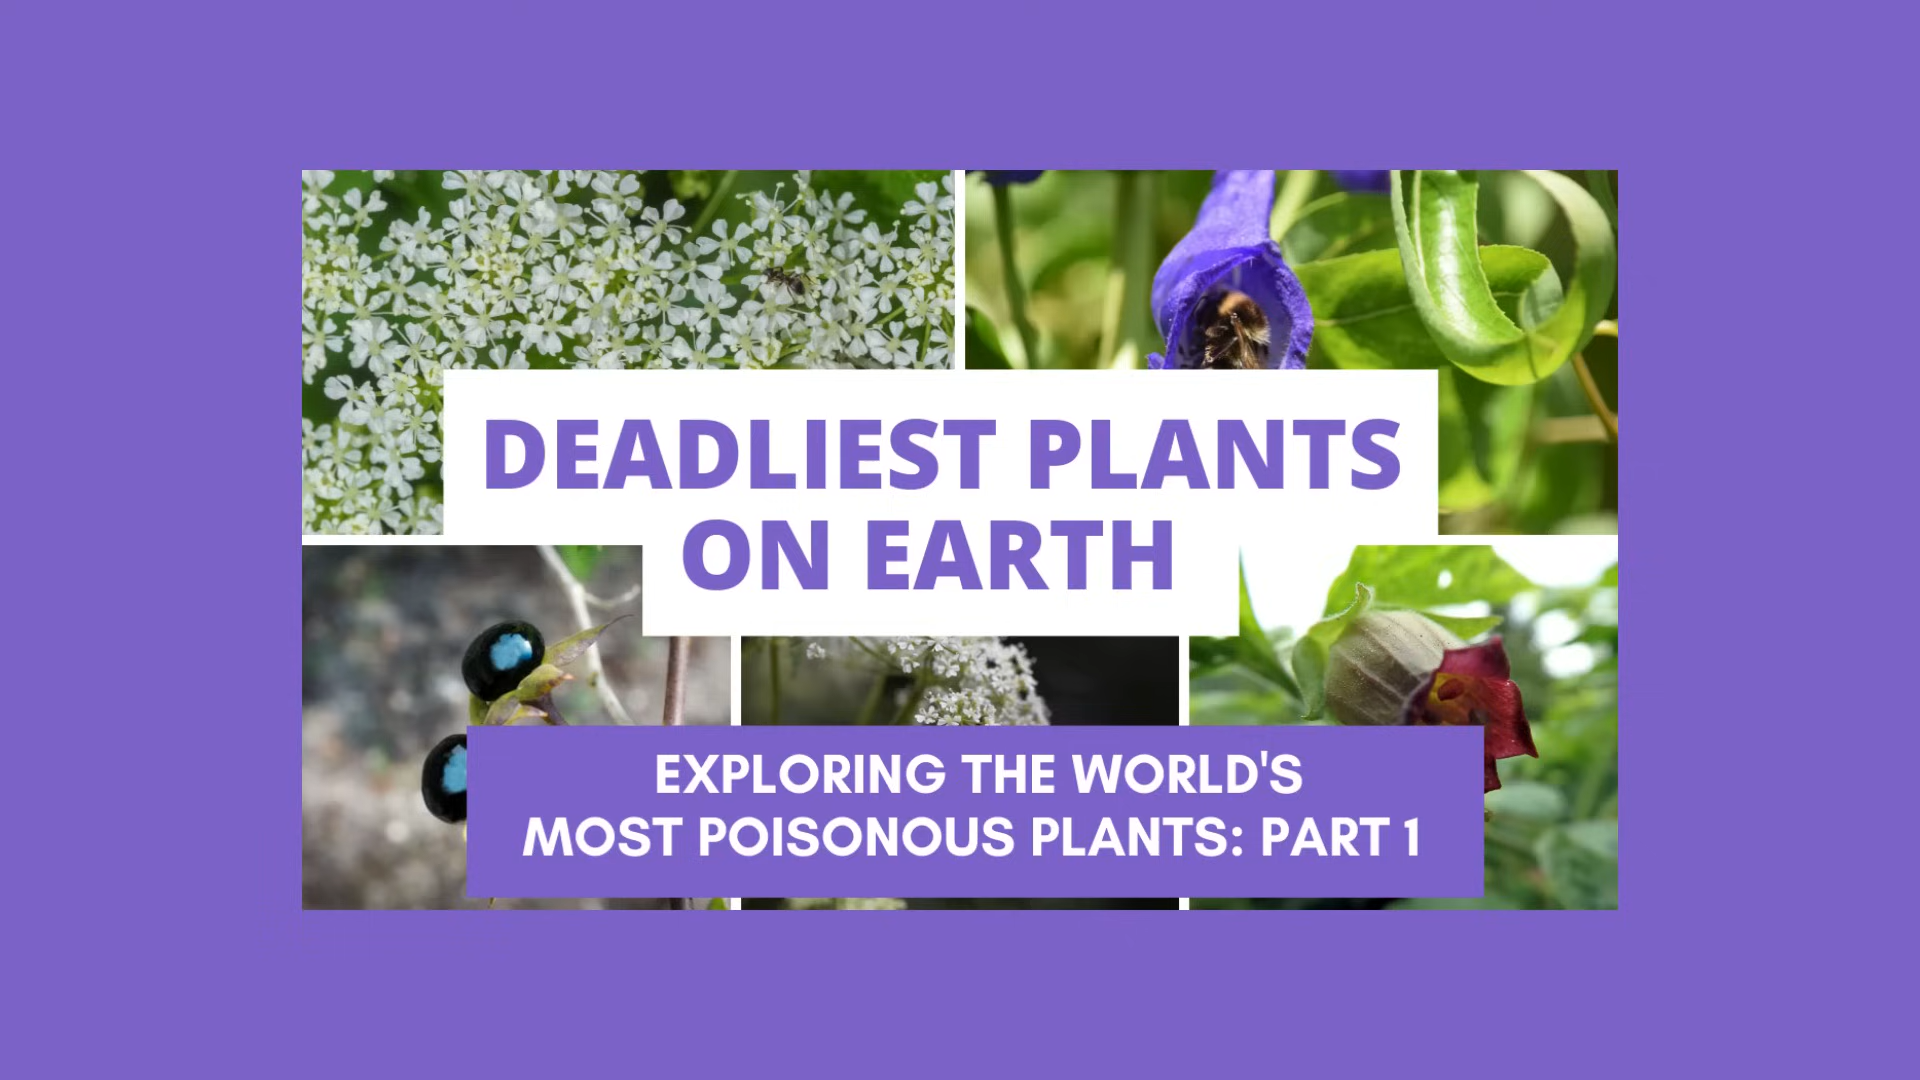 DEADLIEST PLANTS
ON EARTH
EXPLORING THE WORLD'S
MOST POISONOUS PLANTS: PART 1